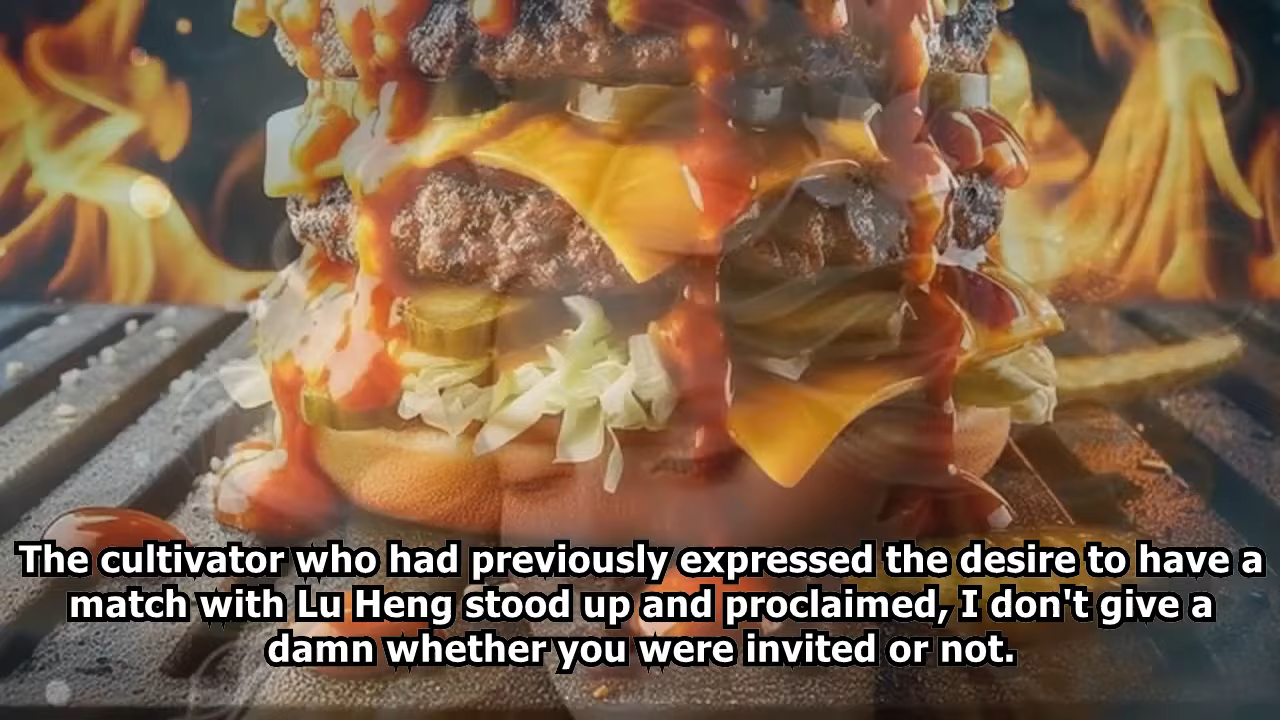 The cultivator who had previously expressed the desire to have a
match with Lu Heng stood up and proclaimed, I don't give a
damn whether you were invited or not.